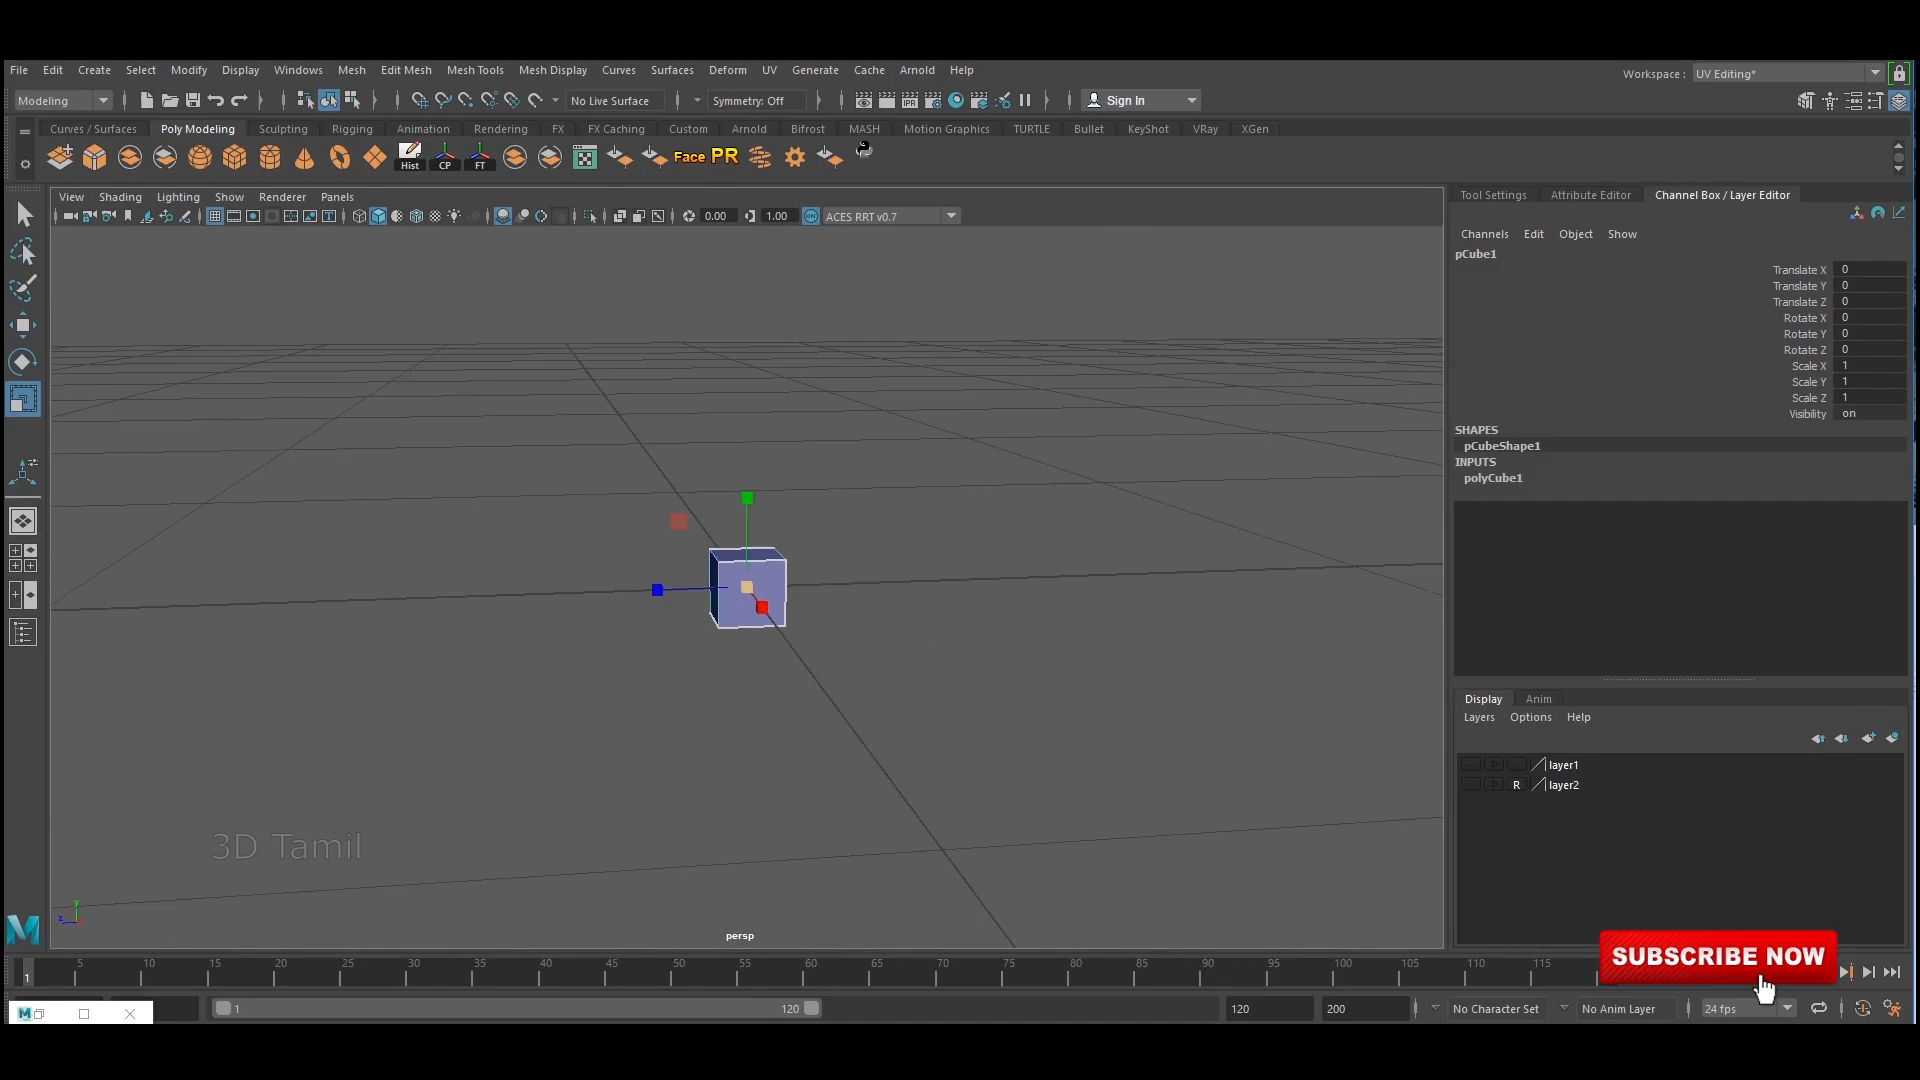 File Edit Create Select Modify Display Windows Mesh Edit Mesh Mesh Tools Mesh Display Curves Surfaces Deform UV Generate Cache Arnold Help
Workspace : UV Editing*
Modeling No Live Surface Symmetry: Off IPR Sign In
Curves / Surfaces Poly Modeling Sculpting Rigging Animation Rendering FX FX Caching Custom Arnold Bifrost MASH Motion Graphics TURTLE Bullet KeyShot VRay XGen
Hist CP FT Face PR
View Shading Lighting Show Renderer Panels
0.00 1.00 ON ACES RRT v0.7
Tool Settings Attribute Editor Channel Box / Layer Editor
Channels Edit Object Show
pCube1
Translate X 0
Translate Y 0
Translate Z 0
Rotate X 0
Rotate Y 0
Rotate Z 0
Scale X 1
Scale Y 1
Scale Z 1
Visibility on
SHAPES
pCubeShape1
INPUTS
polyCube1
Display Anim
Layers Options Help
P layer1
P R layer2
3D Tamil
y
z
persp
M
SUBSCRIBE NOW
5 10 15 20 25 30 35 40 45 50 55 60 65 70 75 80 85 90 95 100 105 110 115
1
1 120 120 200 No Character Set No Anim Layer 24 fps